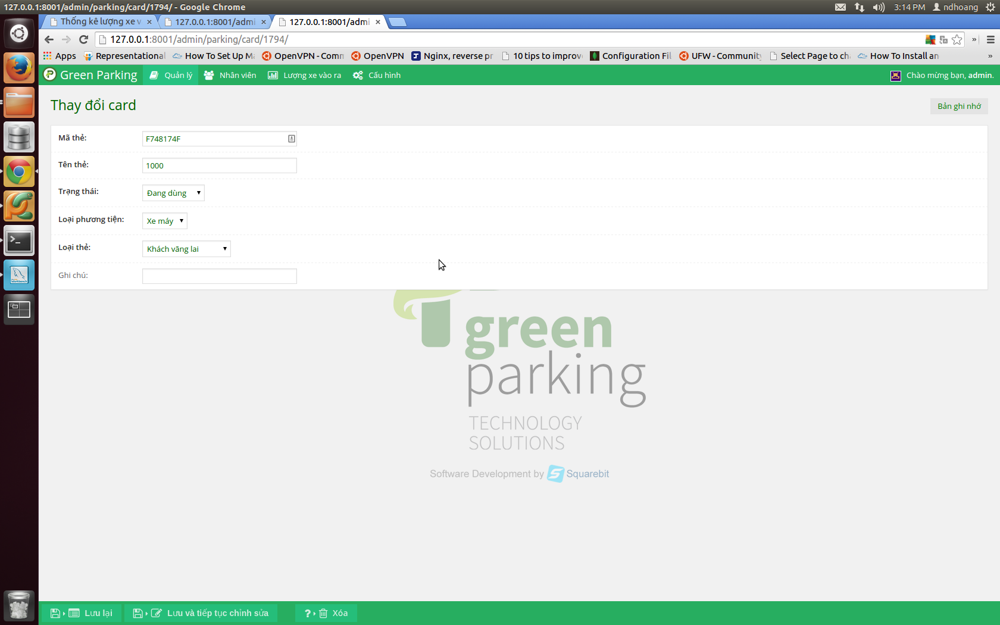 127.0.0.1:8001/admin/parking/card/1794/ - Google Chrome
3:14 PM ndhoang
Thống kê lượng xe v
127.0.0.1:8001/admi
127.0.0.1:8001/admi
127.0.0.1:8001/admin/parking/card/1794/
Apps Representational How To Set Up M OpenVPN - Comm OpenVPN Nginx, reverse pr 10 tips to improv Configuration Fil UFW - Community Select Page to ch How To Install an
Green Parking Quản lý Nhân viên Lượng xe vào ra Cấu hình Chào mừng bạn, admin.
Thay đổi card
Bản ghi nhớ
Mã thẻ: F748174F
Tên thẻ: 1000
Trạng thái: Đang dùng
Loại phương tiện: Xe máy
Loại thẻ: Khách vãng lai
Ghi chú:
green
parking
TECHNOLOGY
SOLUTIONS
Software Development by Squarebit
Lưu lại Lưu và tiếp tục chỉnh sửa Xóa